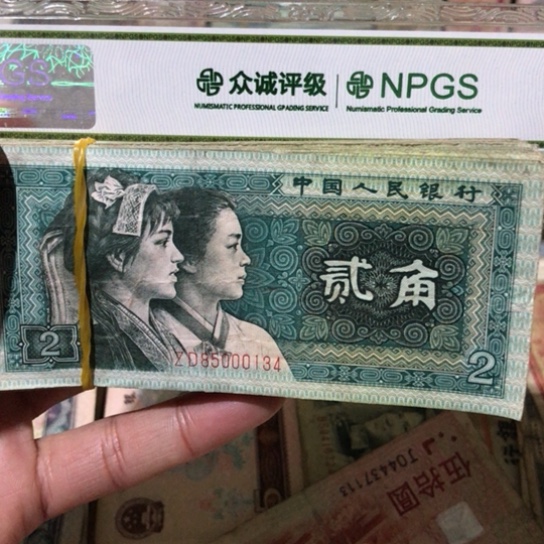 众诚评级 NPGS
NUMISMATIC PROFESSIONAL GRADING SERVICE Numismatic Professional Grading Service
中国人民银行
贰角
2 2
ZD85000134
J704437113
伍拾圆